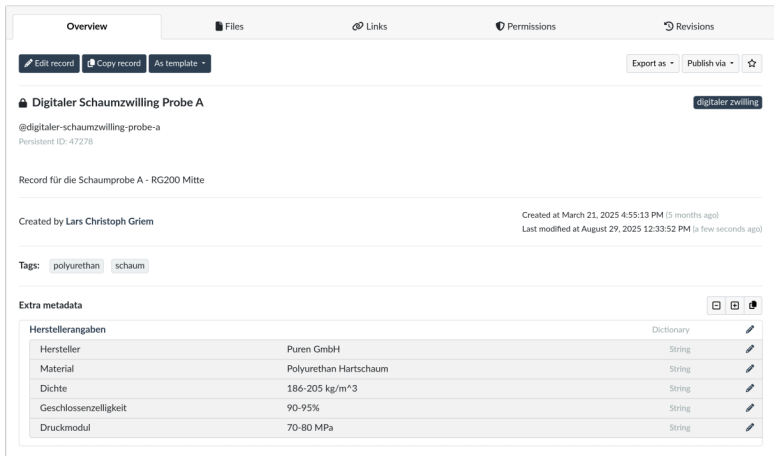 Overview Files Links Permissions Revisions
Edit record Copy record As template Export as Publish via
Digitaler Schaumzwilling Probe A digitaler zwilling
@digitaler-schaumzwilling-probe-a
Persistent ID: 47278
Record für die Schaumprobe A - RG200 Mitte
Created by Lars Christoph Griem
Created at March 21, 2025 4:55:13 PM (5 months ago)
Last modified at August 29, 2025 12:33:52 PM (a few seconds ago)
Tags: polyurethan schaum
Extra metadata
Herstellerangaben Dictionary
Hersteller Puren GmbH String
Material Polyurethan Hartschaum String
Dichte 186-205 kg/m^3 String
Geschlossenzelligkeit 90-95% String
Druckmodul 70-80 MPa String